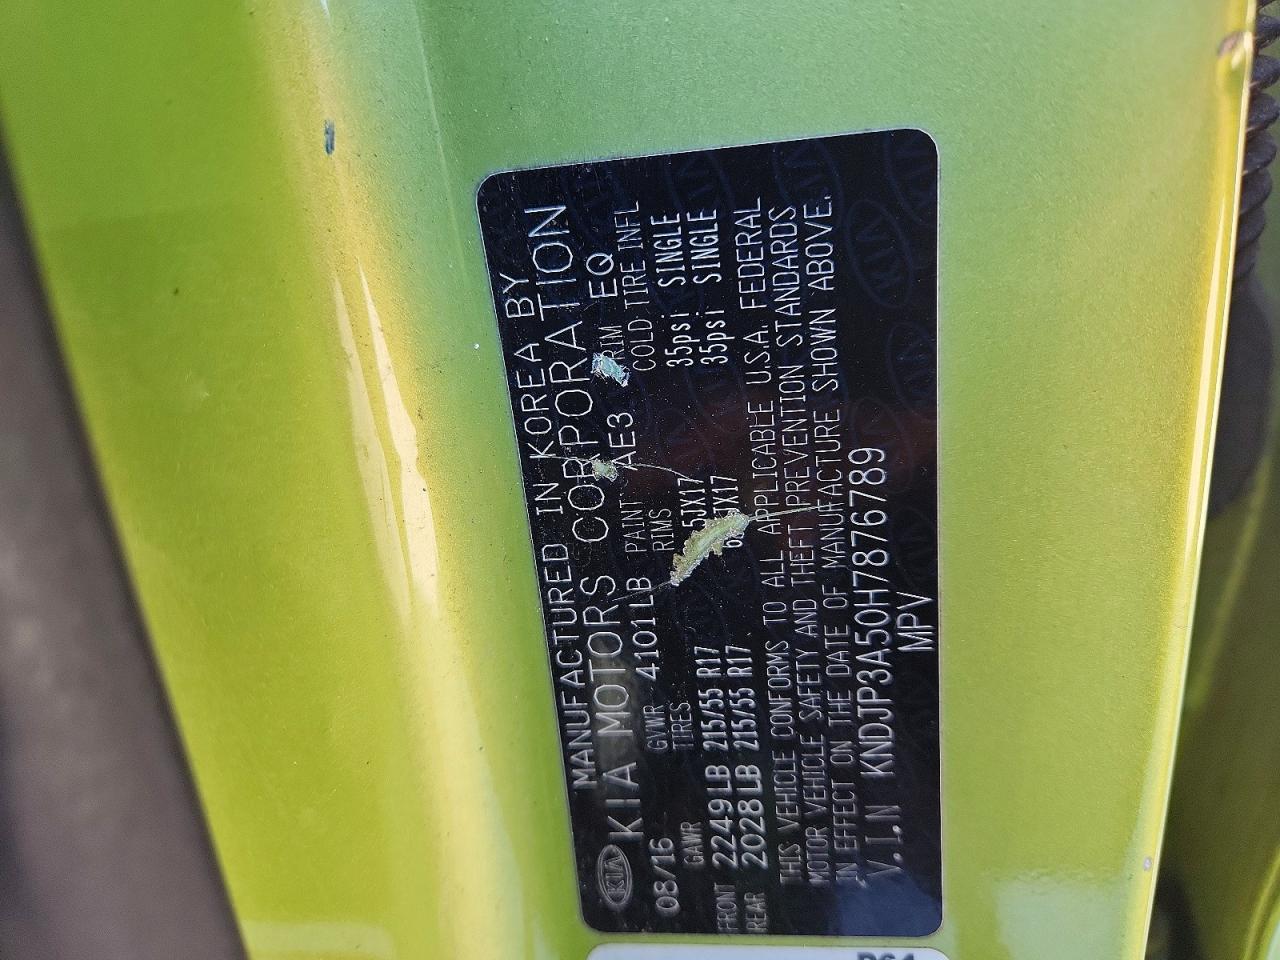 MANUFACTURED IN KOREA BY
KIA KIA MOTORS CORPORATION
08/16 GVWR 4101LB PAINT AE3 TRIM EQ
GAWR TIRES RIMS COLD TIRE INFL
FRONT 2249LB 215/55 R17 5JX17 35psi SINGLE
REAR 2028LB 215/55 R17 JX17 35psi SINGLE
THIS VEHICLE CONFORMS TO ALL APPLICABLE U.S.A. FEDERAL
MOTOR VEHICLE SAFETY AND THEFT PREVENTION STANDARDS
IN EFFECT ON THE DATE OF MANUFACTURE SHOWN ABOVE.
V.I.N KNDJP3A50H7876789
MPV